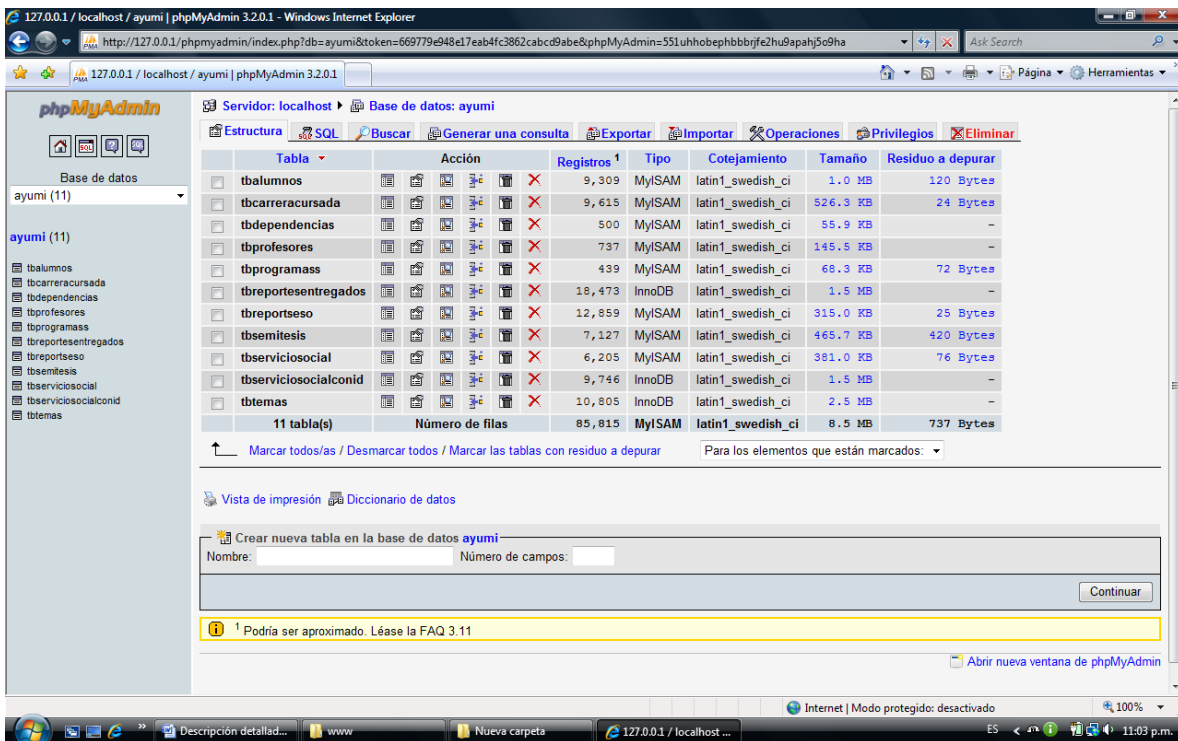 127.0.0.1 / localhost / ayumi | phpMyAdmin 3.2.0.1 - Windows Internet Explorer
http://127.0.0.1/phpmyadmin/index.php?db=ayumi&token=669779e948e17eab4fc3862cabcd9abe&phpMyAdmin=551uhhobephbbbrjfe2hu9apahj5o9ha Ask Search
127.0.0.1 / localhost / ayumi | phpMyAdmin 3.2.0.1 Página Herramientas
phpMyAdmin
Base de datos
ayumi (11)
ayumi (11)
tbalumnos
tbcarreracursada
tbdependencias
tbprofesores
tbprogramass
tbreportesentregados
tbreportseso
tbsemitesis
tbserviciosocial
tbserviciosocialconid
tbtemas
Servidor: localhost Base de datos: ayumi
Estructura SQL Buscar Generar una consulta Exportar Importar Operaciones Privilegios Eliminar
Tabla Acción Registros 1 Tipo Cotejamiento Tamaño Residuo a depurar
tbalumnos 9,309 MyISAM latin1_swedish_ci 1.0 MB 120 Bytes
tbcarreracursada 9,615 MyISAM latin1_swedish_ci 526.3 KB 24 Bytes
tbdependencias 500 MyISAM latin1_swedish_ci 55.9 KB -
tbprofesores 737 MyISAM latin1_swedish_ci 145.5 KB -
tbprogramass 439 MyISAM latin1_swedish_ci 68.3 KB 72 Bytes
tbreportesentregados 18,473 InnoDB latin1_swedish_ci 1.5 MB -
tbreportseso 12,859 MyISAM latin1_swedish_ci 315.0 KB 25 Bytes
tbsemitesis 7,127 MyISAM latin1_swedish_ci 465.7 KB 420 Bytes
tbserviciosocial 6,205 MyISAM latin1_swedish_ci 381.0 KB 76 Bytes
tbserviciosocialconid 9,746 InnoDB latin1_swedish_ci 1.5 MB -
tbtemas 10,805 InnoDB latin1_swedish_ci 2.5 MB -
11 tabla(s) Número de filas 85,815 MyISAM latin1_swedish_ci 8.5 MB 737 Bytes
Marcar todos/as / Desmarcar todos / Marcar las tablas con residuo a depurar Para los elementos que están marcados:
Vista de impresión Diccionario de datos
Crear nueva tabla en la base de datos ayumi
Nombre: Número de campos:
Continuar
1 Podría ser aproximado. Léase la FAQ 3.11
Abrir nueva ventana de phpMyAdmin
Internet | Modo protegido: desactivado 100%
Descripción detallad... www Nueva carpeta 127.0.0.1 / localhost ... ES 11:03 p.m.